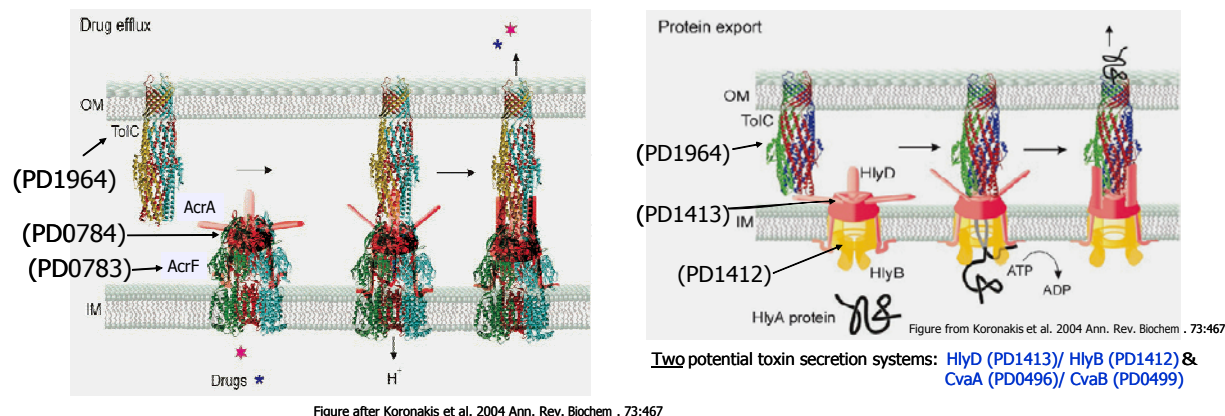 Drug efflux
OM
TolC
(PD1964)
AcrA
(PD0784)
(PD0783)
AcrF
IM
Drugs *
H+
Figure after Koronakis et al. 2004 Ann. Rev. Biochem . 73:467
Protein export
OM
TolC
(PD1964)
HlyD
(PD1413)
IM
(PD1412)
HlyB
ATP
ADP
HlyA protein
Figure from Koronakis et al. 2004 Ann. Rev. Biochem . 73:467
Two potential toxin secretion systems: HlyD (PD1413)/ HlyB (PD1412) &
CvaA (PD0496)/ CvaB (PD0499)